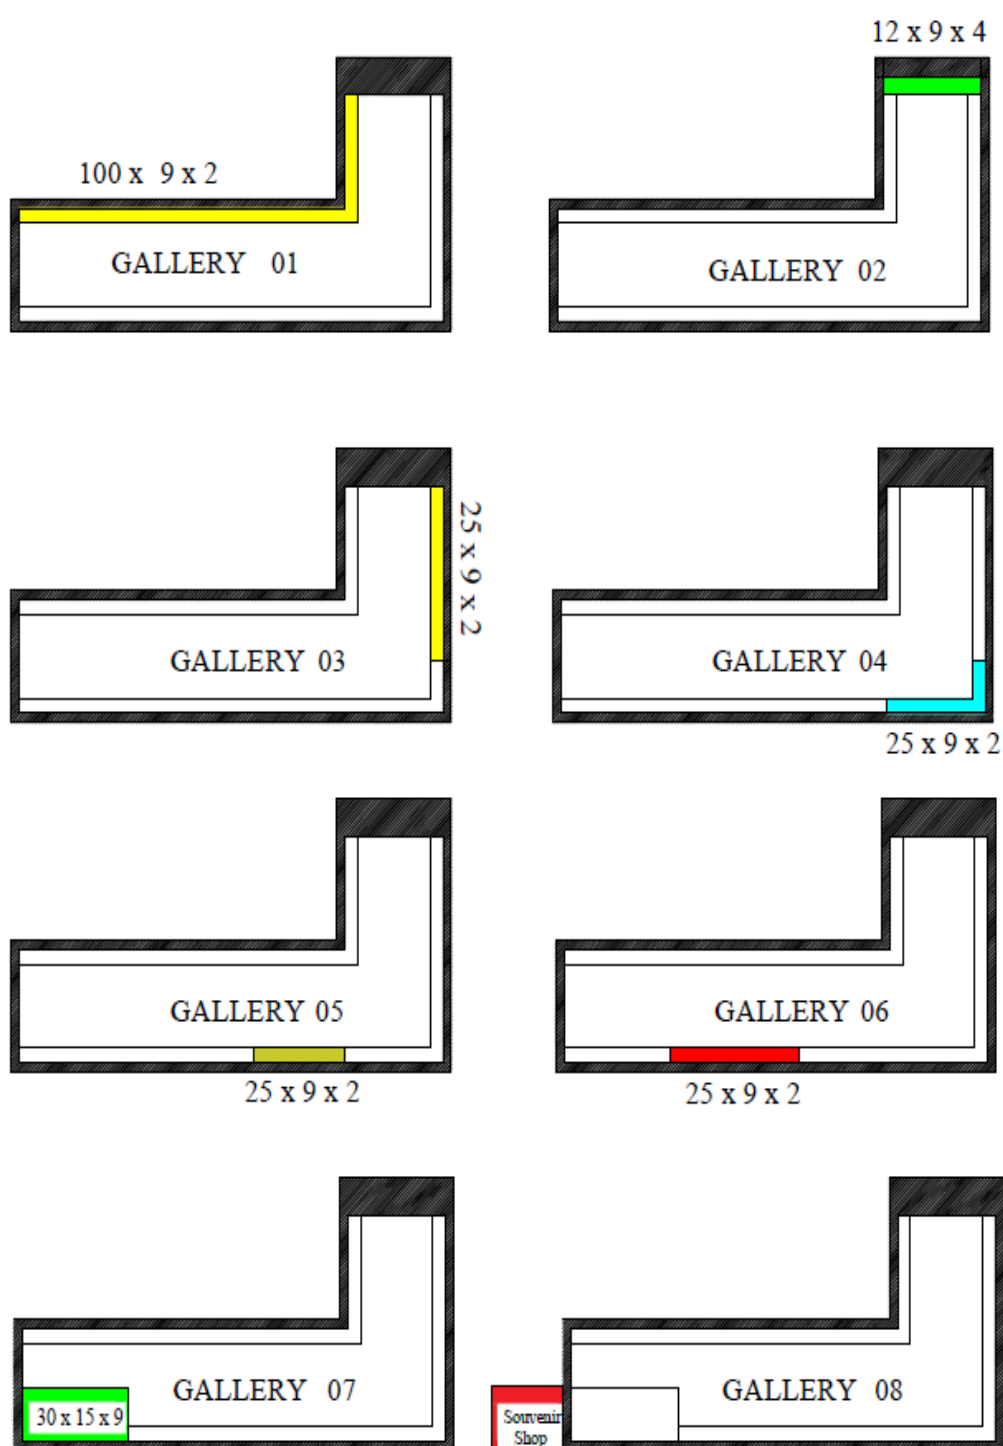 12 x 9 x 4
100 x 9 x 2
GALLERY 01
GALLERY 02
25 x 9 x 2
GALLERY 03
GALLERY 04
25 x 9 x 2
GALLERY 05
GALLERY 06
25 x 9 x 2
25 x 9 x 2
GALLERY 07
GALLERY 08
30 x 15 x 9
Souvenir
Shop